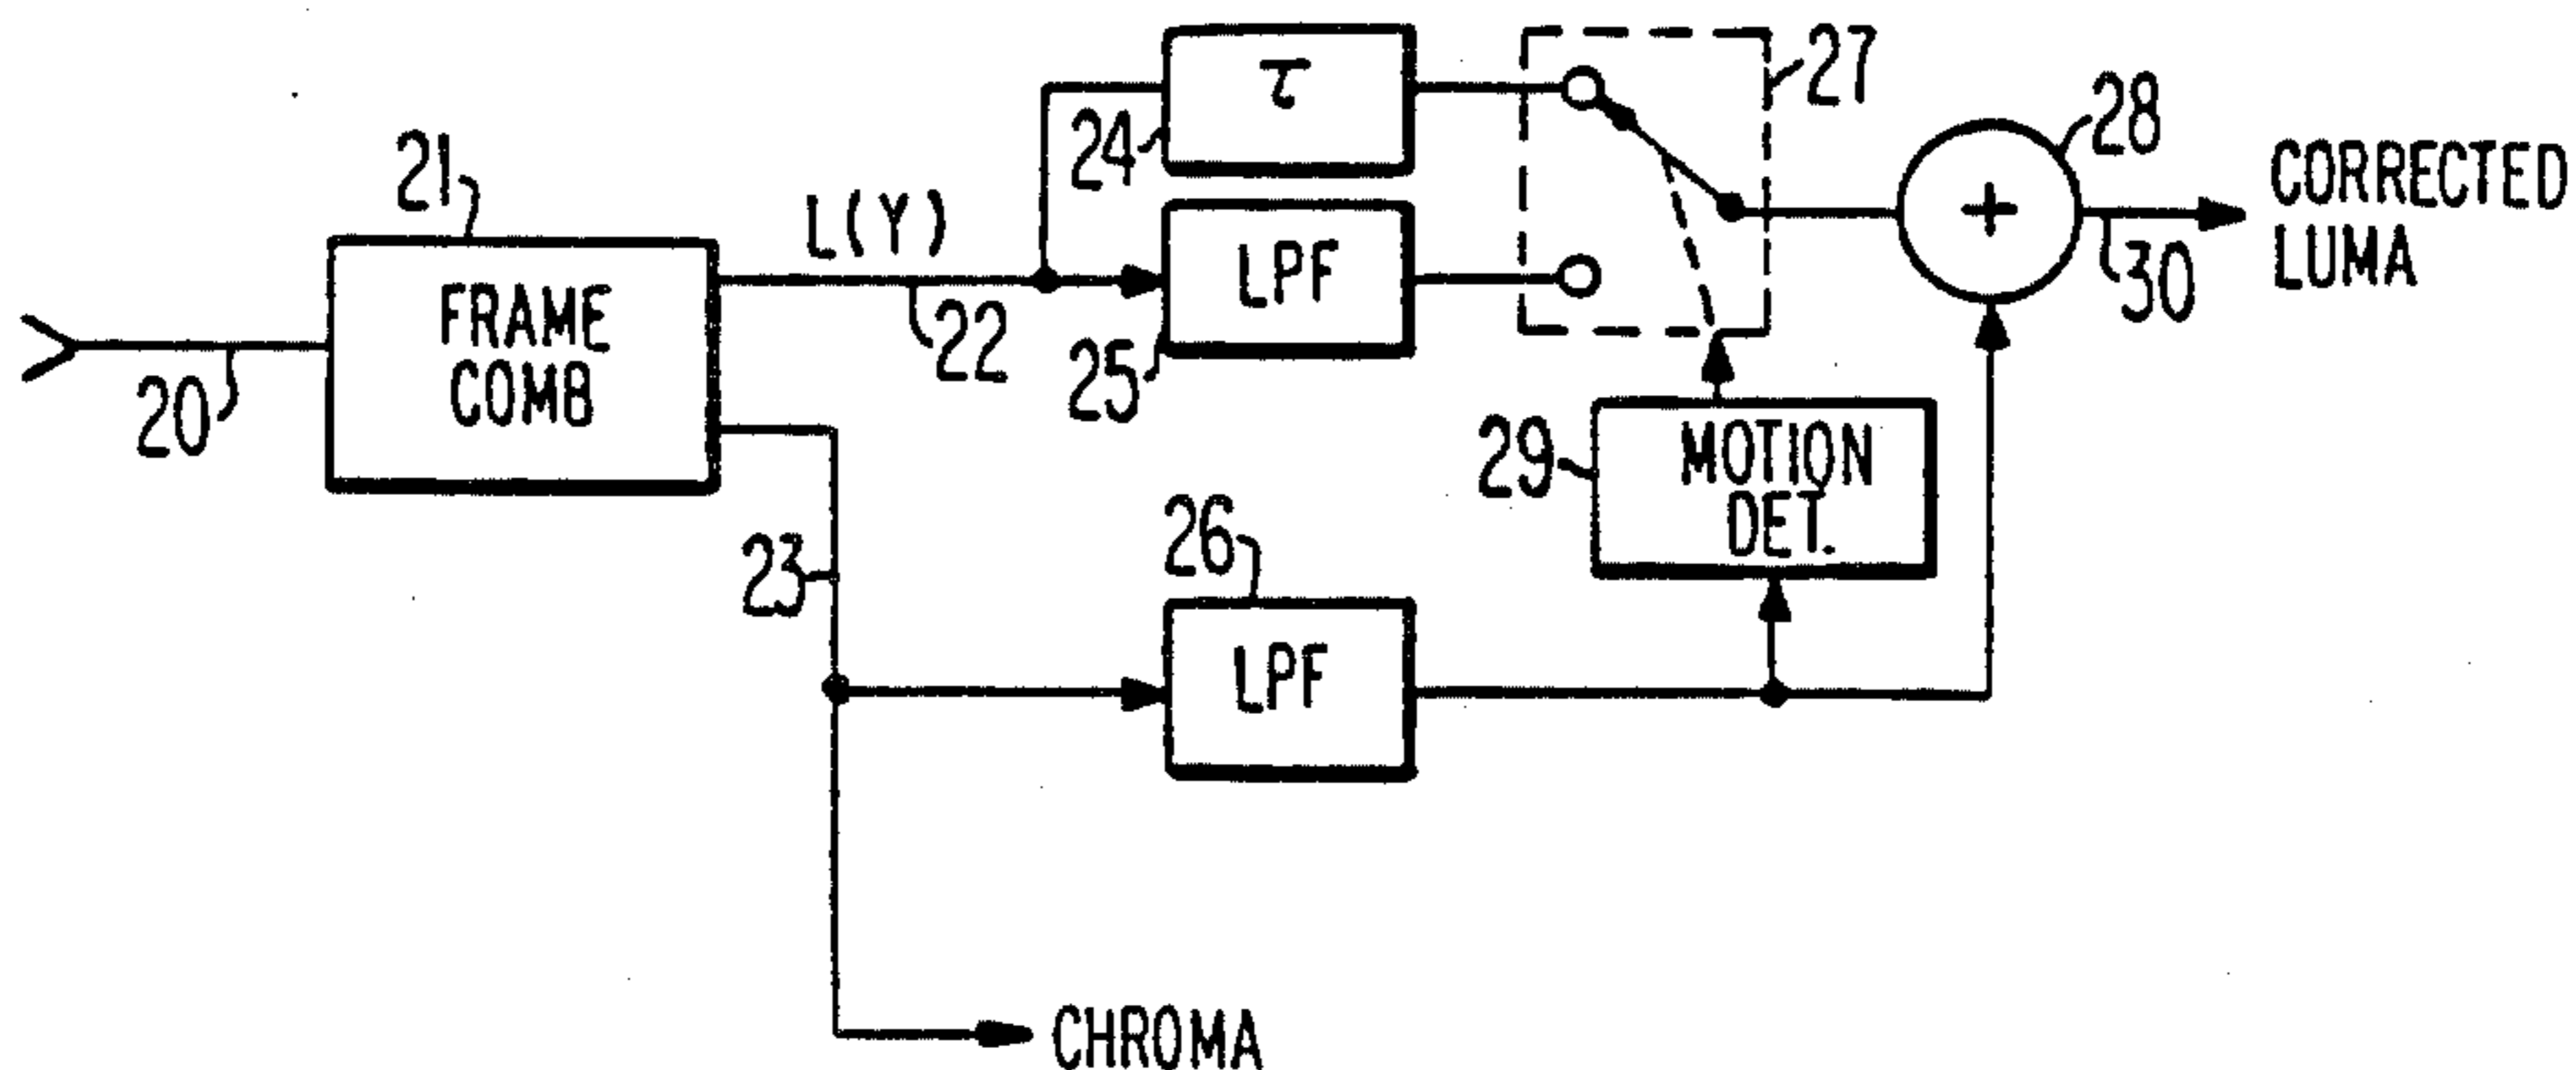 21
FRAME
COMB
20
L(Y)
22
23
τ
24
LPF
25
27
28
CORRECTED
LUMA
30
29
MOTION
DET.
26
LPF
CHROMA